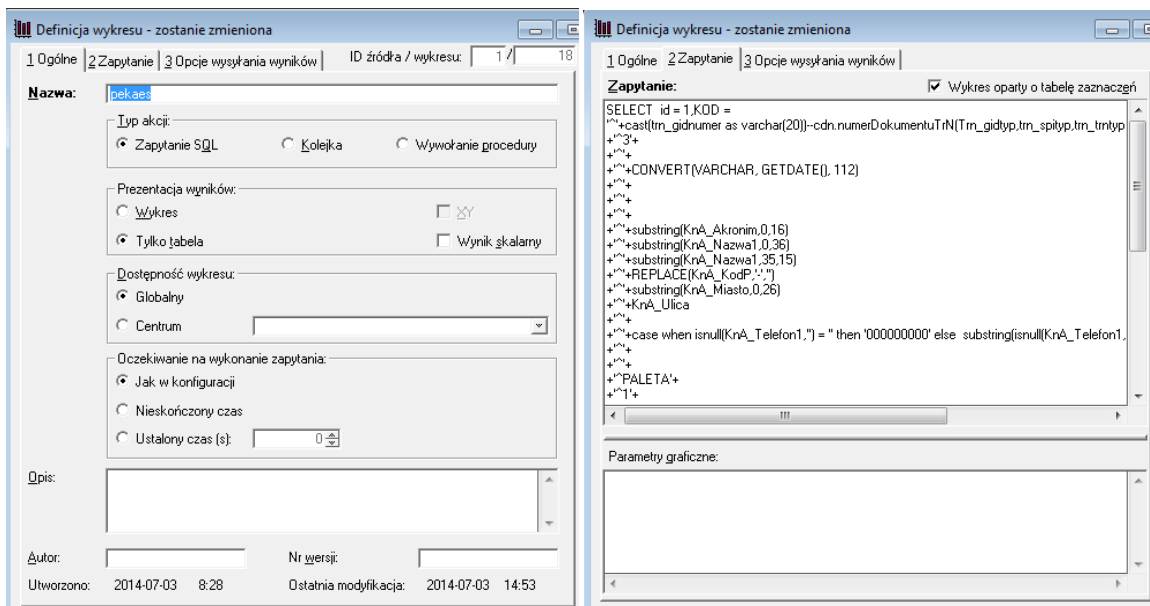 Definicja wykresu - zostanie zmieniona
1 Ogólne 2 Zapytanie 3 Opcje wysyłania wyników ID źródła / wykresu: 1 / 18
Nazwa: pekaes
Typ akcji:
Zapytanie SQL Kolejka Wywołanie procedury
Prezentacja wyników:
Wykres XY
Tylko tabela Wynik skalarny
Dostępność wykresu:
Globalny
Centrum
Oczekiwanie na wykonanie zapytania:
Jak w konfiguracji
Nieskończony czas
Ustalony czas (s): 0
Opis:
Autor: Nr wersji:
Utworzono: 2014-07-03 8:28 Ostatnia modyfikacja: 2014-07-03 14:53
Definicja wykresu - zostanie zmieniona
1 Ogólne 2 Zapytanie 3 Opcje wysyłania wyników
Zapytanie: Wykres oparty o tabelę zaznaczeń
SELECT id = 1,KOD =
'^'+cast(trn_gidnumer as varchar(20))--cdn.numerDokumentuTrN(Trn_gidtyp,trn_spityp,trn_trntyp
+'^3'+
+'^'+
+'^'+CONVERT(VARCHAR, GETDATE(), 112)
+'^'+
+'^'+
+'^'+
+'^'+substring(KnA_Akronim,0,16)
+'^'+substring(KnA_Nazwa1,0,36)
+'^'+substring(KnA_Nazwa1,35,15)
+'^'+REPLACE(KnA_KodP,'-','')
+'^'+substring(KnA_Miasto,0,26)
+'^'+KnA_Ulica
+'^'+
+'^'+case when isnull(KnA_Telefon1,'') = '' then '000000000' else substring(isnull(KnA_Telefon1,
+'^'+
+'^'+
+'^PALETA'+
+'^1'+
Parametry graficzne: